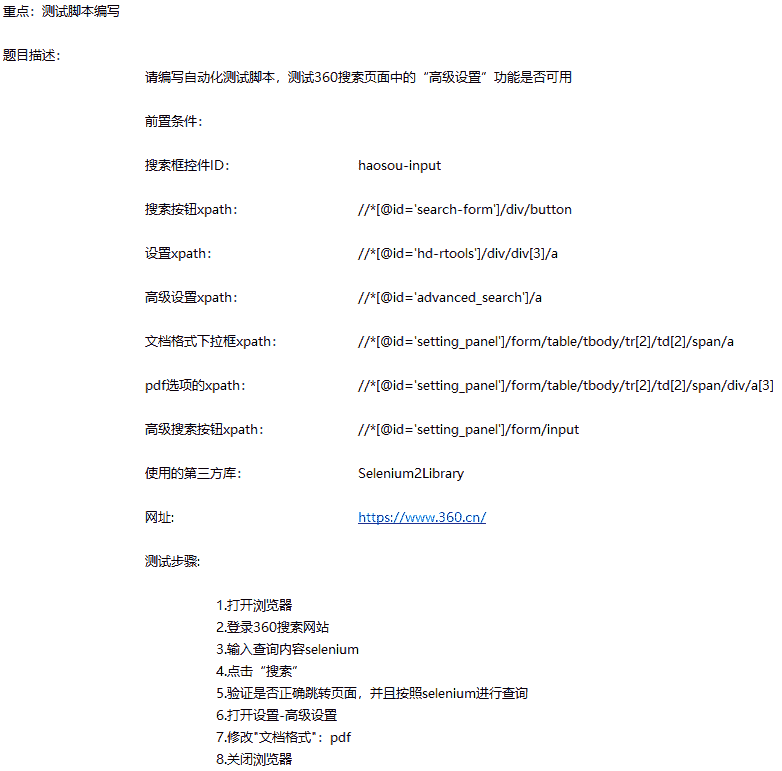 重点：测试脚本编写
题目描述：
请编写自动化测试脚本，测试360搜索页面中的“高级设置”功能是否可用
前置条件：
搜索框控件ID： haosou-input
搜索按钮xpath： //*[@id='search-form']/div/button
设置xpath： //*[@id='hd-rtools']/div/div[3]/a
高级设置xpath： //*[@id='advanced_search']/a
文档格式下拉框xpath： //*[@id='setting_panel']/form/table/tbody/tr[2]/td[2]/span/a
pdf选项的xpath： //*[@id='setting_panel']/form/table/tbody/tr[2]/td[2]/span/div/a[3]
高级搜索按钮xpath： //*[@id='setting_panel']/form/input
使用的第三方库： Selenium2Library
网址: https://www.360.cn/
测试步骤:
1.打开浏览器
2.登录360搜索网站
3.输入查询内容selenium
4.点击“搜索”
5.验证是否正确跳转页面，并且按照selenium进行查询
6.打开设置-高级设置
7.修改"文档格式"：pdf
8.关闭浏览器